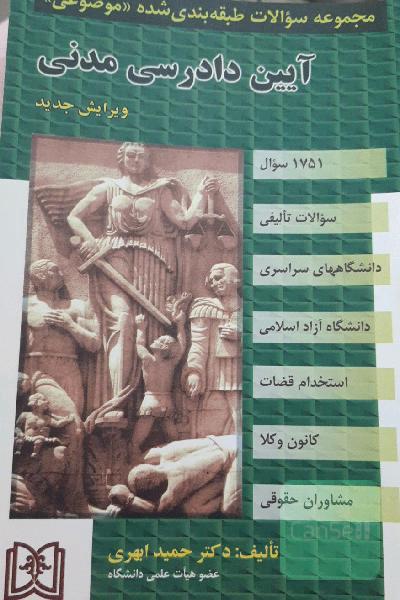 مجموعه سؤالات طبقه‌بندی شده «موضوعی»
آیین دادرسی مدنی
ویرایش جدید
۱۷۵۱ سؤال
سؤالات تألیفی
دانشگاههای سراسری
دانشگاه آزاد اسلامی
استخدام قضات
کانون وکلا
مشاوران حقوقی
تألیف: دکتر حمید ابهری
عضو هیأت علمی دانشگاه